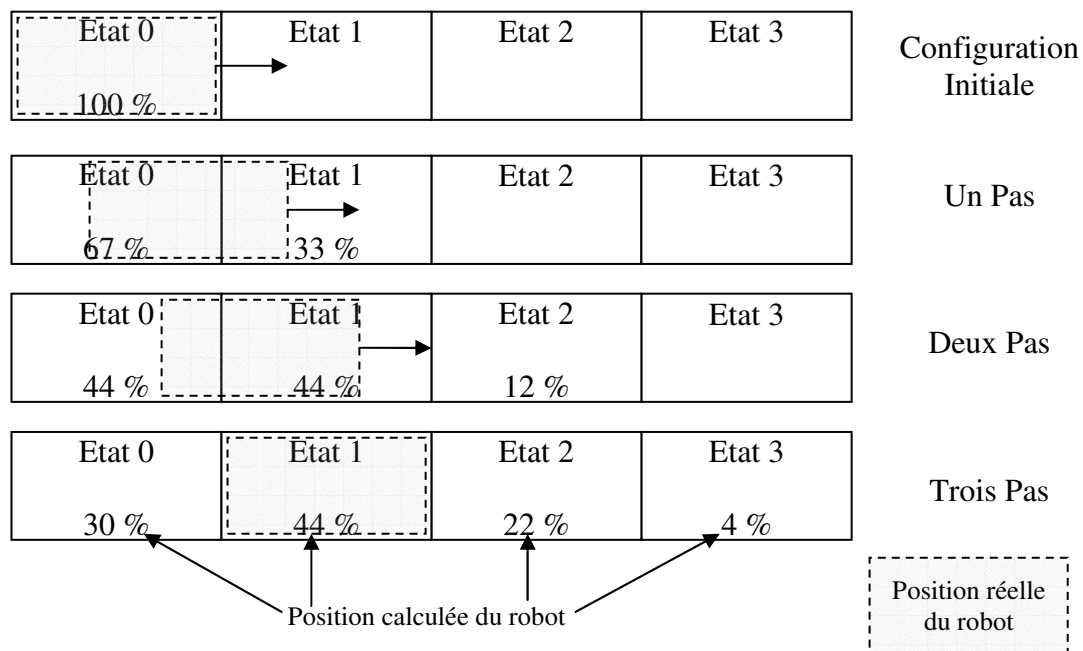 Etat 0 Etat 1 Etat 2 Etat 3
100 %
Configuration
Initiale
Etat 0 Etat 1 Etat 2 Etat 3
67 % 33 %
Un Pas
Etat 0 Etat 1 Etat 2 Etat 3
44 % 44 % 12 %
Deux Pas
Etat 0 Etat 1 Etat 2 Etat 3
30 % 44 % 22 % 4 %
Trois Pas
Position calculée du robot
Position réelle
du robot